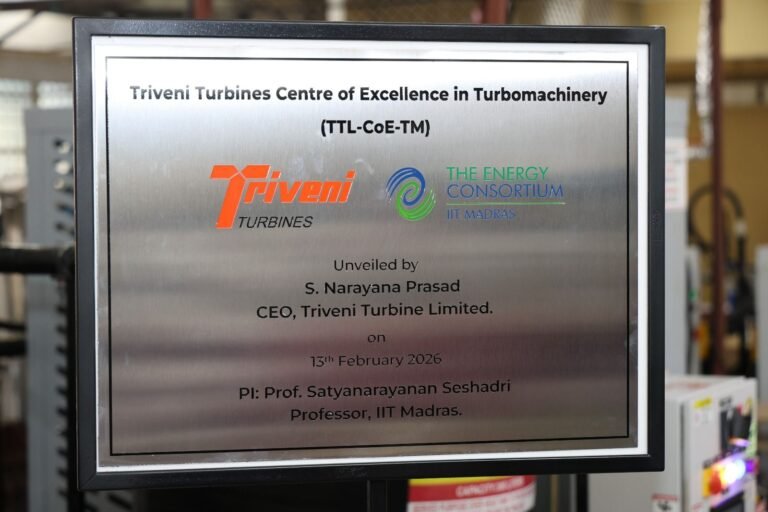 Triveni Turbines Centre of Excellence in Turbomachinery
(TTL-CoE-TM)
Triveni
TURBINES
THE ENERGY
CONSORTIUM
IIT MADRAS
Unveiled by
S. Narayana Prasad
CEO, Triveni Turbine Limited.
on
13th February 2026
PI: Prof. Satyanarayanan Seshadri
Professor, IIT Madras.